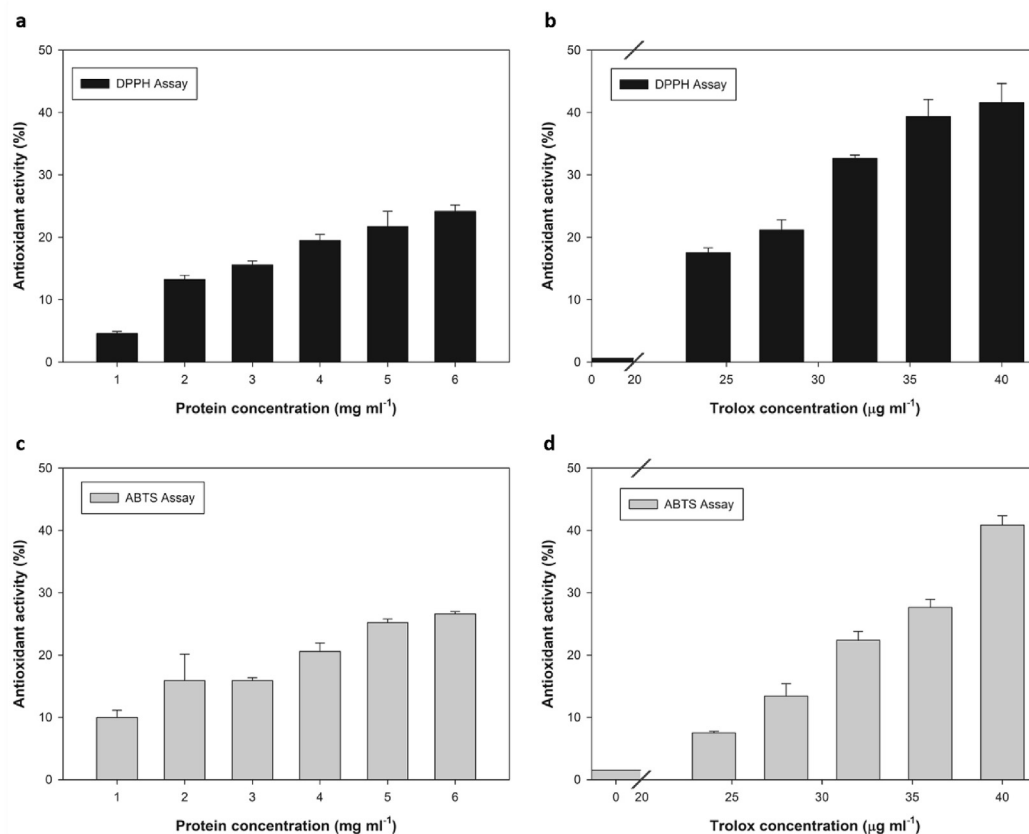 a
50
40
30
20
10
0
Antioxidant activity (%I)
DPPH Assay
1 2 3 4 5 6
Protein concentration (mg ml⁻¹)
b
50
40
30
20
10
0
Antioxidant activity (%I)
DPPH Assay
0 20 25 30 35 40
Trolox concentration (μg ml⁻¹)
c
50
40
30
20
10
0
Antioxidant activity (%I)
ABTS Assay
1 2 3 4 5 6
Protein concentration (mg ml⁻¹)
d
50
40
30
20
10
0
Antioxidant activity (%I)
ABTS Assay
0 20 25 30 35 40
Trolox concentration (μg ml⁻¹)